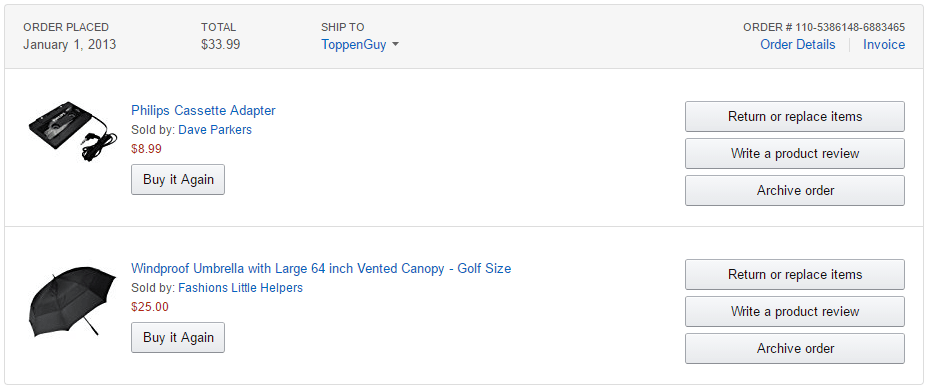 ORDER PLACED
January 1, 2013
TOTAL
$33.99
SHIP TO
ToppenGuy
ORDER # 110-5386148-6883465
Order Details
Invoice
Philips Cassette Adapter
Sold by: Dave Parkers
$8.99
Buy it Again
Return or replace items
Write a product review
Archive order
Windproof Umbrella with Large 64 inch Vented Canopy - Golf Size
Sold by: Fashions Little Helpers
$25.00
Buy it Again
Return or replace items
Write a product review
Archive order